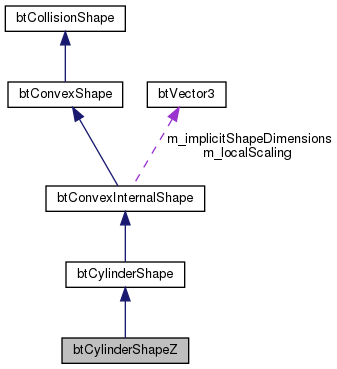 btCollisionShape
btConvexShape
btVector3
m_implicitShapeDimensions
m_localScaling
btConvexInternalShape
btCylinderShape
btCylinderShapeZ